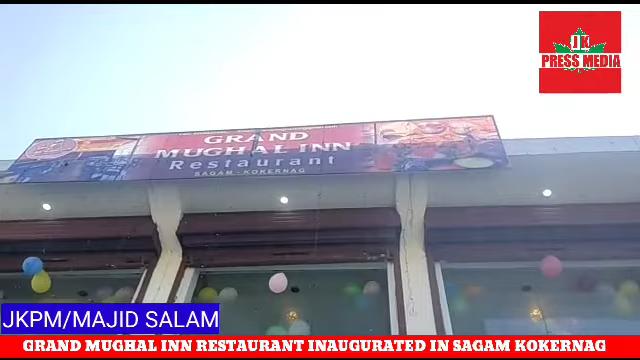 JK
PRESS MEDIA
GRAND
MUGHAL INN
Restaurant
SAGAM - KOKERNAG
JKPM/MAJID SALAM
GRAND MUGHAL INN RESTAURANT INAUGURATED IN SAGAM KOKERNAG